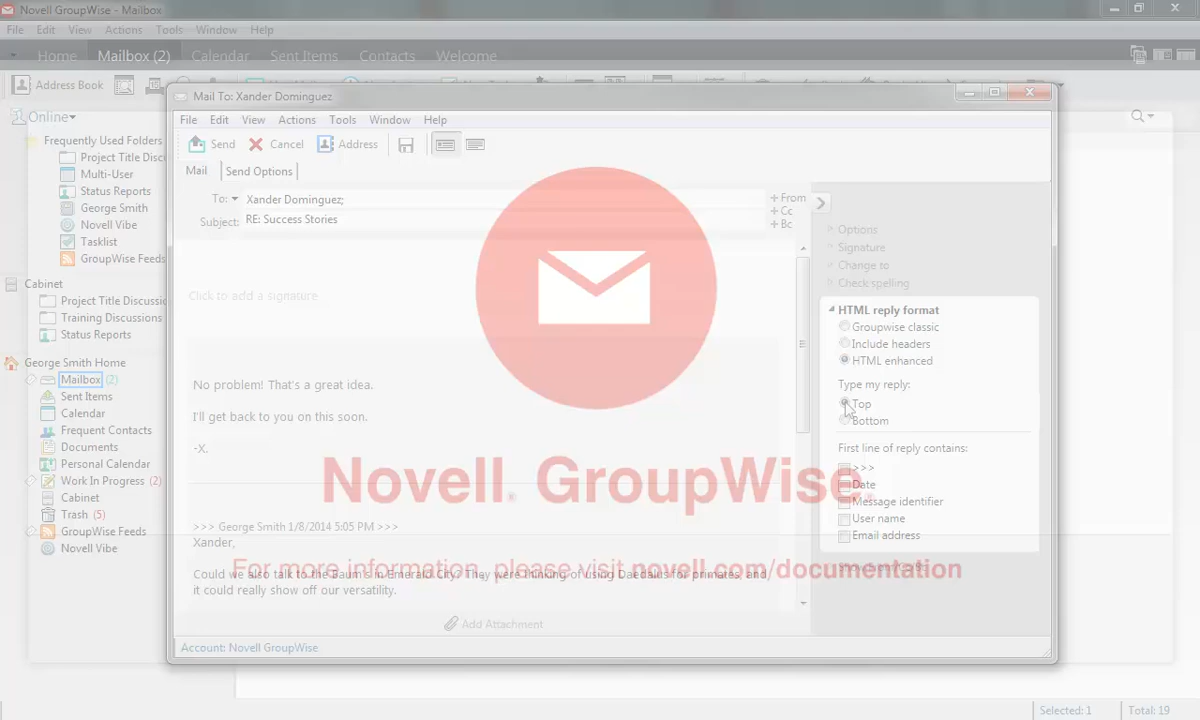 Novell GroupWise - Mailbox
File Edit View Actions Tools Window Help
Home Mailbox (2) Calendar Sent Items Contacts Welcome
Address Book
Online
Frequently Used Folders
Project Title Discu
Multi-User
Status Reports
George Smith
Novell Vibe
Tasklist
GroupWise Feeds
Cabinet
Project Title Discussio
Training Discussions
Status Reports
George Smith Home
Mailbox (2)
Sent Items
Calendar
Frequent Contacts
Documents
Personal Calendar
Work In Progress (2)
Cabinet
Trash (5)
GroupWise Feeds
Novell Vibe
Mail To: Xander Dominguez
File Edit View Actions Tools Window Help
Send Cancel Address
Mail Send Options
To: Xander Dominguez;
Subject: RE: Success Stories
+ From
+ Cc
+ Bc
Click to add a signature
No problem! That's a great idea.
I'll get back to you on this soon.
-X.
>>> George Smith 1/8/2014 5:05 PM >>>
Xander,
Could we also talk to the Baum's in Emerald City? They were thinking of using Daedalus for primates, and
it could really show off our versatility.
Add Attachment
Account: Novell GroupWise
Options
Signature
Change to
Check spelling
HTML reply format
Groupwise classic
Include headers
HTML enhanced
Type my reply:
Top
Bottom
First line of reply contains:
>>>
Date
Message identifier
User name
Email address
Novell. GroupWise.
For more information, please visit novell.com/documentation
Selected: 1 Total: 19